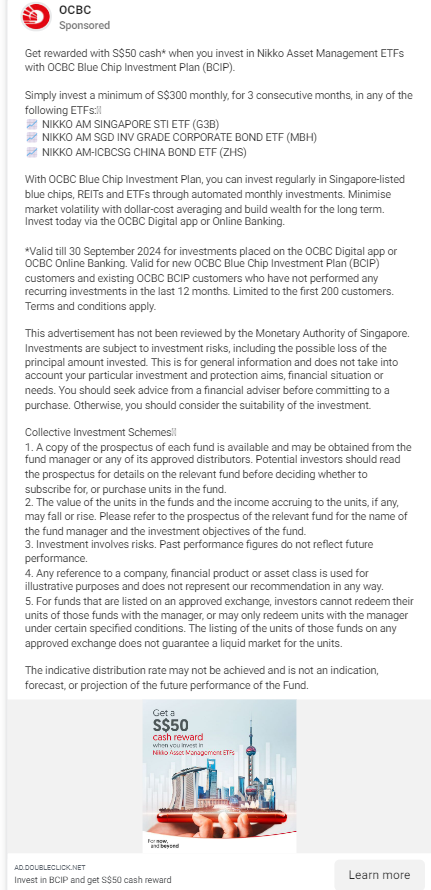 OCBC
Sponsored
Get rewarded with S$50 cash* when you invest in Nikko Asset Management ETFs
with OCBC Blue Chip Investment Plan (BCIP).
Simply invest a minimum of S$300 monthly, for 3 consecutive months, in any of the
following ETFs:
NIKKO AM SINGAPORE STI ETF (G3B)
NIKKO AM SGD INV GRADE CORPORATE BOND ETF (MBH)
NIKKO AM-ICBCSG CHINA BOND ETF (ZHS)
With OCBC Blue Chip Investment Plan, you can invest regularly in Singapore-listed
blue chips, REITs and ETFs through automated monthly investments. Minimise
market volatility with dollar-cost averaging and build wealth for the long term.
Invest today via the OCBC Digital app or Online Banking.
*Valid till 30 September 2024 for investments placed on the OCBC Digital app or
OCBC Online Banking. Valid for new OCBC Blue Chip Investment Plan (BCIP)
customers and existing OCBC BCIP customers who have not performed any
recurring investments in the last 12 months. Limited to the first 200 customers.
Terms and conditions apply.
This advertisement has not been reviewed by the Monetary Authority of Singapore.
Investments are subject to investment risks, including the possible loss of the
principal amount invested. This is for general information and does not take into
account your particular investment and protection aims, financial situation or
needs. You should seek advice from a financial adviser before committing to a
purchase. Otherwise, you should consider the suitability of the investment.
Collective Investment Schemes
1. A copy of the prospectus of each fund is available and may be obtained from the
fund manager or any of its approved distributors. Potential investors should read
the prospectus for details on the relevant fund before deciding whether to
subscribe for, or purchase units in the fund.
2. The value of the units in the funds and the income accruing to the units, if any,
may fall or rise. Please refer to the prospectus of the relevant fund for the name of
the fund manager and the investment objectives of the fund.
3. Investment involves risks. Past performance figures do not reflect future
performance.
4. Any reference to a company, financial product or asset class is used for
illustrative purposes and does not represent our recommendation in any way.
5. For funds that are listed on an approved exchange, investors cannot redeem their
units of those funds with the manager, or may only redeem units with the manager
under certain specified conditions. The listing of the units of those funds on any
approved exchange does not guarantee a liquid market for the units.
The indicative distribution rate may not be achieved and is not an indication,
forecast, or projection of the future performance of the Fund.
Get a
S$50
cash reward
when you invest in
Nikko Asset Management ETFs
For now,
and beyond
AD.DOUBLECLICK.NET
Invest in BCIP and get S$50 cash reward
Learn more